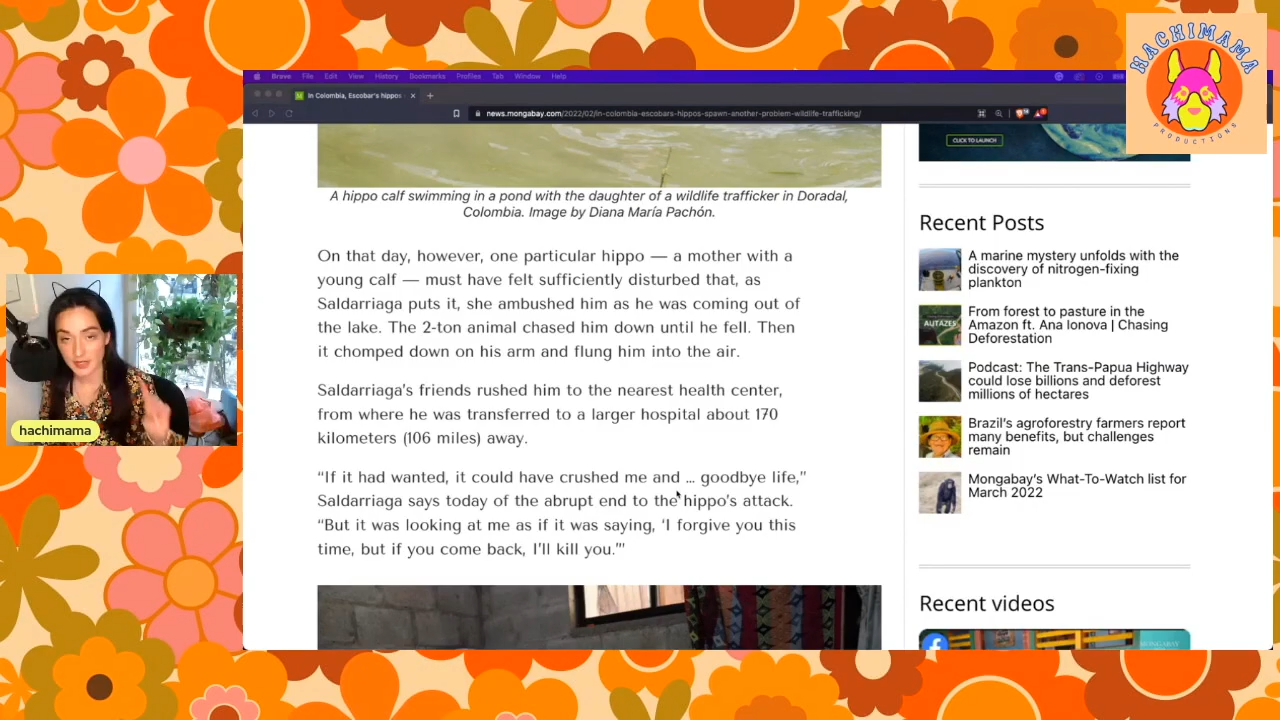 HACHIMAMA
PRODUCTIONS
Brave File Edit View History Bookmarks Profiles Tab Window Help
In Colombia, Escobar's hippos
news.mongabay.com/2022/02/in-colombia-escobars-hippos-spawn-another-problem-wildlife-trafficking/
CLICK TO LAUNCH
A hippo calf swimming in a pond with the daughter of a wildlife trafficker in Doradal,
Colombia. Image by Diana María Pachón.
On that day, however, one particular hippo — a mother with a
young calf — must have felt sufficiently disturbed that, as
Saldarriaga puts it, she ambushed him as he was coming out of
the lake. The 2-ton animal chased him down until he fell. Then
it chomped down on his arm and flung him into the air.
Saldarriaga's friends rushed him to the nearest health center,
from where he was transferred to a larger hospital about 170
kilometers (106 miles) away.
“If it had wanted, it could have crushed me and ... goodbye life,”
Saldarriaga says today of the abrupt end to the hippo's attack.
“But it was looking at me as if it was saying, ‘I forgive you this
time, but if you come back, I'll kill you.”’
Recent Posts
A marine mystery unfolds with the
discovery of nitrogen-fixing
plankton
AUTAZES
From forest to pasture in the
Amazon ft. Ana Ionova | Chasing
Deforestation
Podcast: The Trans-Papua Highway
could lose billions and deforest
millions of hectares
Brazil's agroforestry farmers report
many benefits, but challenges
remain
Mongabay's What-To-Watch list for
March 2022
Recent videos
hachimama